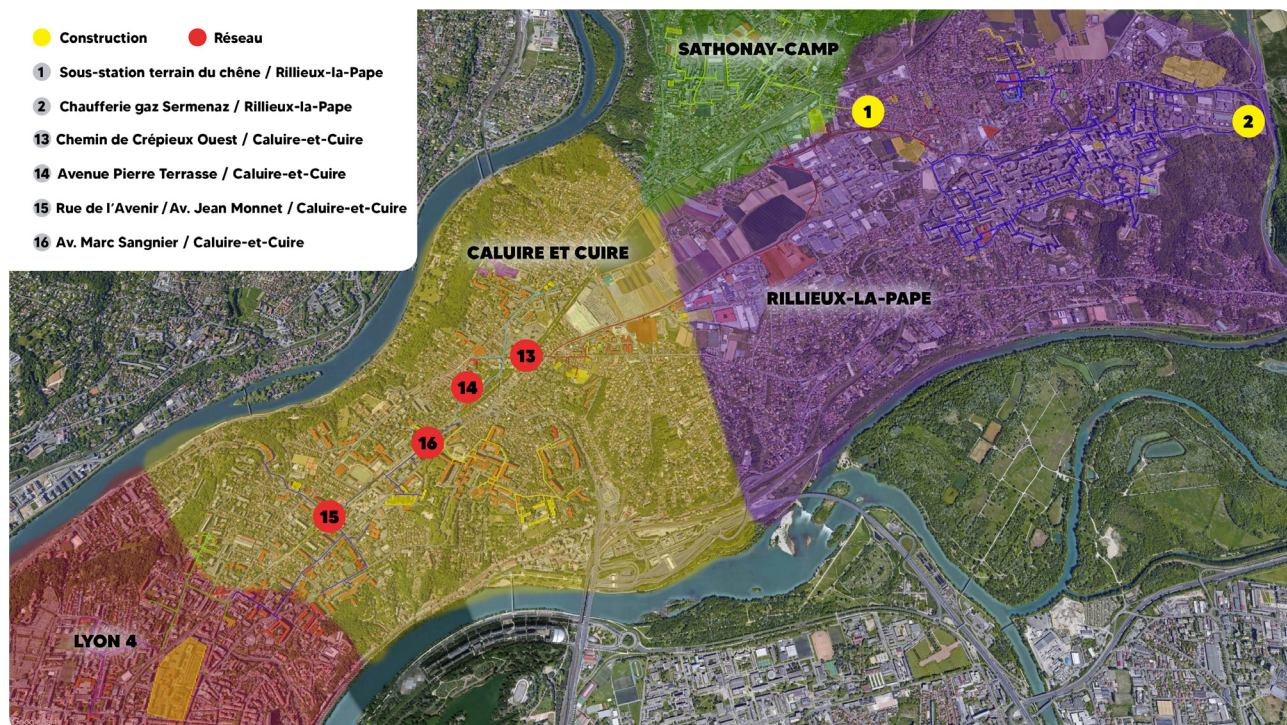 Construction
Réseau
1 Sous-station terrain du chêne / Rillieux-la-Pape
2 Chaufferie gaz Sermenaz / Rillieux-la-Pape
13 Chemin de Crépieux Ouest / Caluire-et-Cuire
14 Avenue Pierre Terrasse / Caluire-et-Cuire
15 Rue de l'Avenir / Av. Jean Monnet / Caluire-et-Cuire
16 Av. Marc Sangnier / Caluire-et-Cuire
SATHONAY-CAMP
1
2
CALUIRE ET CUIRE
RILLIEUX-LA-PAPE
13
14
16
15
LYON 4